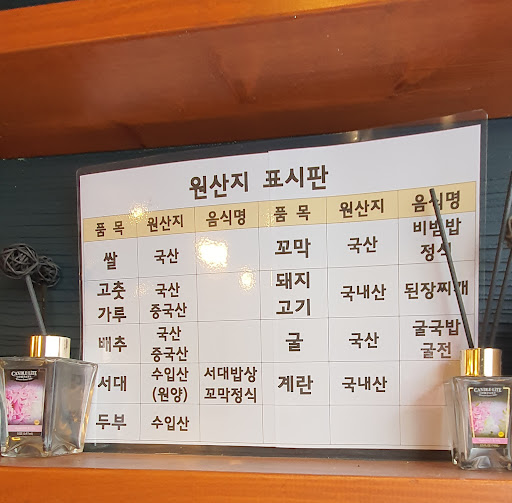 원산지 표시판
품 목 원산지 음식명 품 목 원산지 음식명
쌀 국산 꼬막 국산 비빔밥 정식
고춧가루 국산 중국산 돼지고기 국내산 된장찌개
배추 국산 중국산 굴 국산 굴국밥 굴전
서대 수입산 (원양) 서대밥상 꼬막정식 계란 국내산
두부 수입산
CANDLE LITE
CANDLE LITE